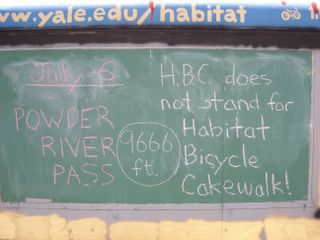 ww.yale.edu/habitat
July 6
POWDER
RIVER
PASS
9666
ft.
H.B.C. does
not stand for
Habitat
Bicycle
Cakewalk!